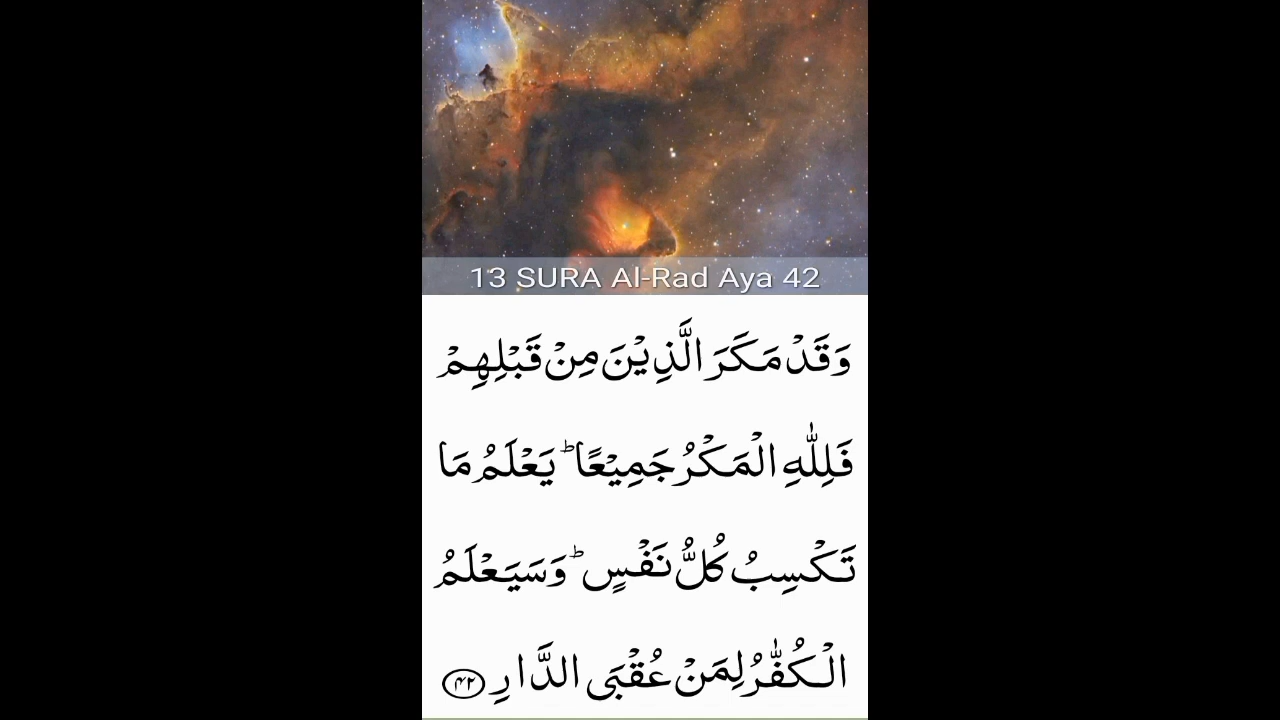 13 SURA Al-Rad Aya 42
وَقَدْ مَكَرَ الَّذِيْنَ مِنْ قَبْلِهِمْ
فَلِلّٰهِ الْمَكْرُ جَمِيْعًا ؕ يَعْلَمُ مَا
تَكْسِبُ كُلُّ نَفْسٍ ؕ وَسَيَعْلَمُ
الْكُفّٰرُ لِمَنْ عُقْبَى الدَّارِ ۴۲